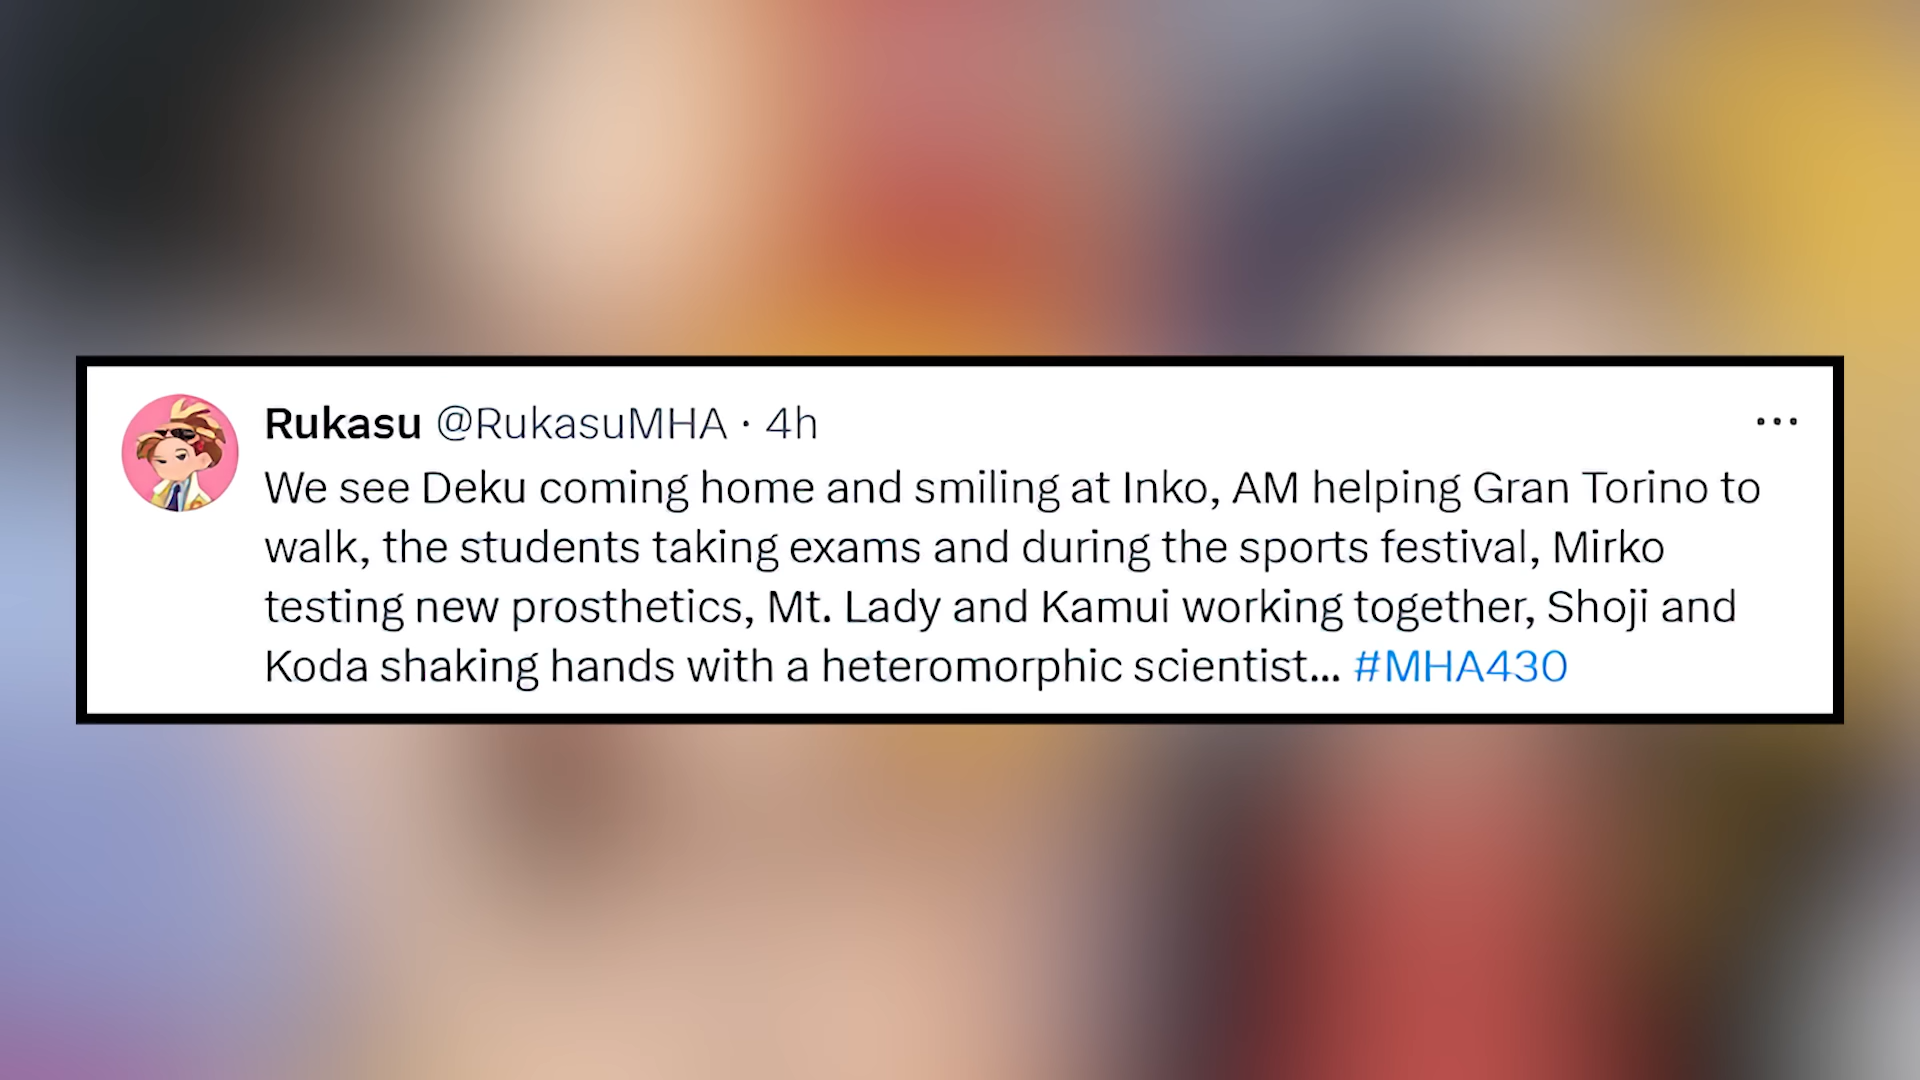 Rukasu @RukasuMHA · 4h
We see Deku coming home and smiling at Inko, AM helping Gran Torino to
walk, the students taking exams and during the sports festival, Mirko
testing new prosthetics, Mt. Lady and Kamui working together, Shoji and
Koda shaking hands with a heteromorphic scientist... #MHA430